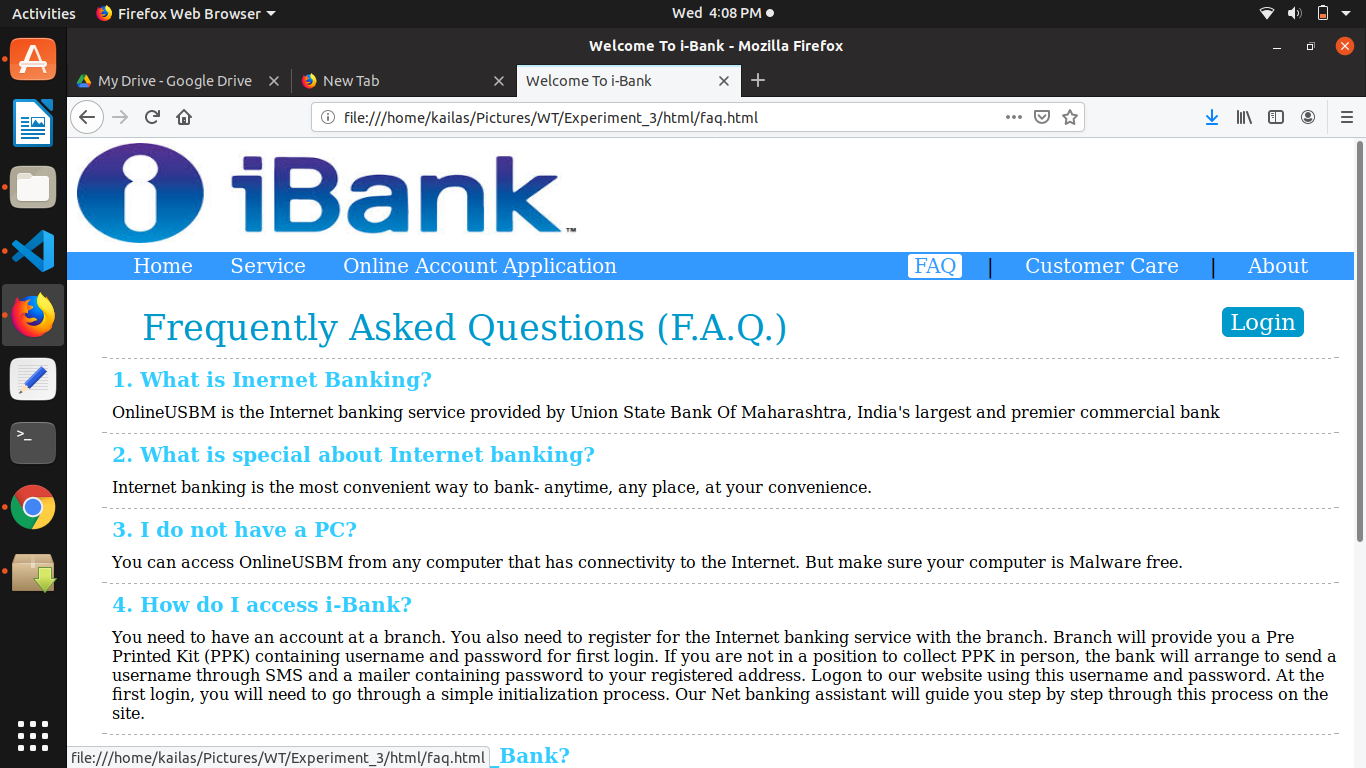 Activities Firefox Web Browser Wed 4:08 PM
Welcome To i-Bank - Mozilla Firefox
My Drive - Google Drive New Tab Welcome To i-Bank
file:///home/kailas/Pictures/WT/Experiment_3/html/faq.html
iBank™
Home Service Online Account Application FAQ | Customer Care | About
Frequently Asked Questions (F.A.Q.) Login
1. What is Inernet Banking?
OnlineUSBM is the Internet banking service provided by Union State Bank Of Maharashtra, India's largest and premier commercial bank
2. What is special about Internet banking?
Internet banking is the most convenient way to bank- anytime, any place, at your convenience.
3. I do not have a PC?
You can access OnlineUSBM from any computer that has connectivity to the Internet. But make sure your computer is Malware free.
4. How do I access i-Bank?
You need to have an account at a branch. You also need to register for the Internet banking service with the branch. Branch will provide you a Pre
Printed Kit (PPK) containing username and password for first login. If you are not in a position to collect PPK in person, the bank will arrange to send a
username through SMS and a mailer containing password to your registered address. Logon to our website using this username and password. At the
first login, you will need to go through a simple initialization process. Our Net banking assistant will guide you step by step through this process on the
site.
file:///home/kailas/Pictures/WT/Experiment_3/html/faq.html _Bank?